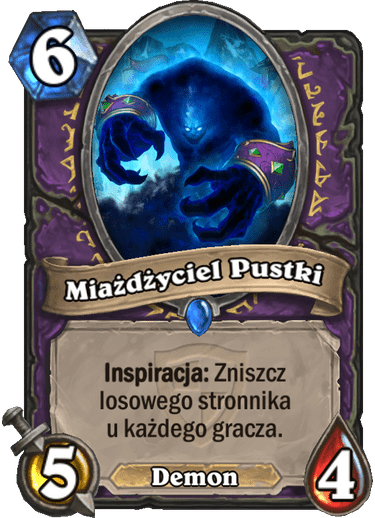 6
Miażdżyciel Pustki
Inspiracja: Zniszcz
losowego stronnika
u każdego gracza.
5
Demon
4